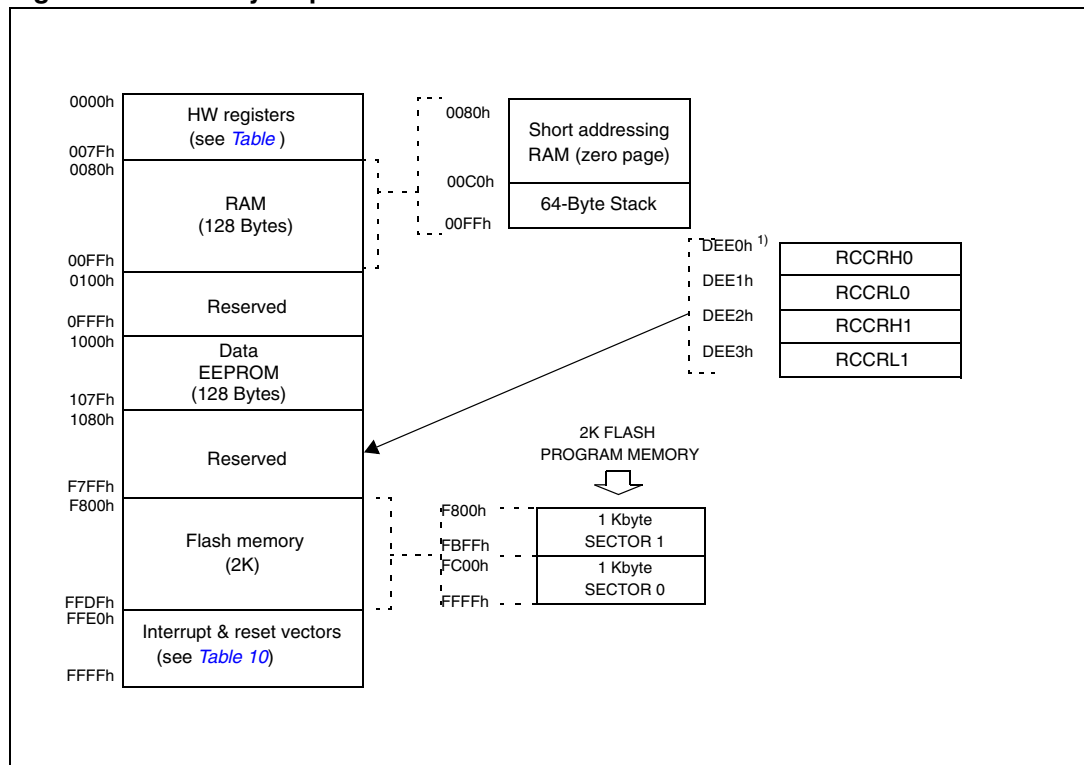 0000h
HW registers
(see Table )
007Fh
0080h
RAM
(128 Bytes)
00FFh
0100h
Reserved
0FFFh
1000h
Data
EEPROM
(128 Bytes)
107Fh
1080h
Reserved
F7FFh
F800h
Flash memory
(2K)
FFDFh
FFE0h
Interrupt & reset vectors
(see Table 10)
FFFFh
0080h
Short addressing
RAM (zero page)
00C0h
64-Byte Stack
00FFh
DEE0h 1)
RCCRH0
DEE1h
RCCRL0
DEE2h
RCCRH1
DEE3h
RCCRL1
2K FLASH
PROGRAM MEMORY
F800h
1 Kbyte
SECTOR 1
FBFFh
FC00h
1 Kbyte
SECTOR 0
FFFFh